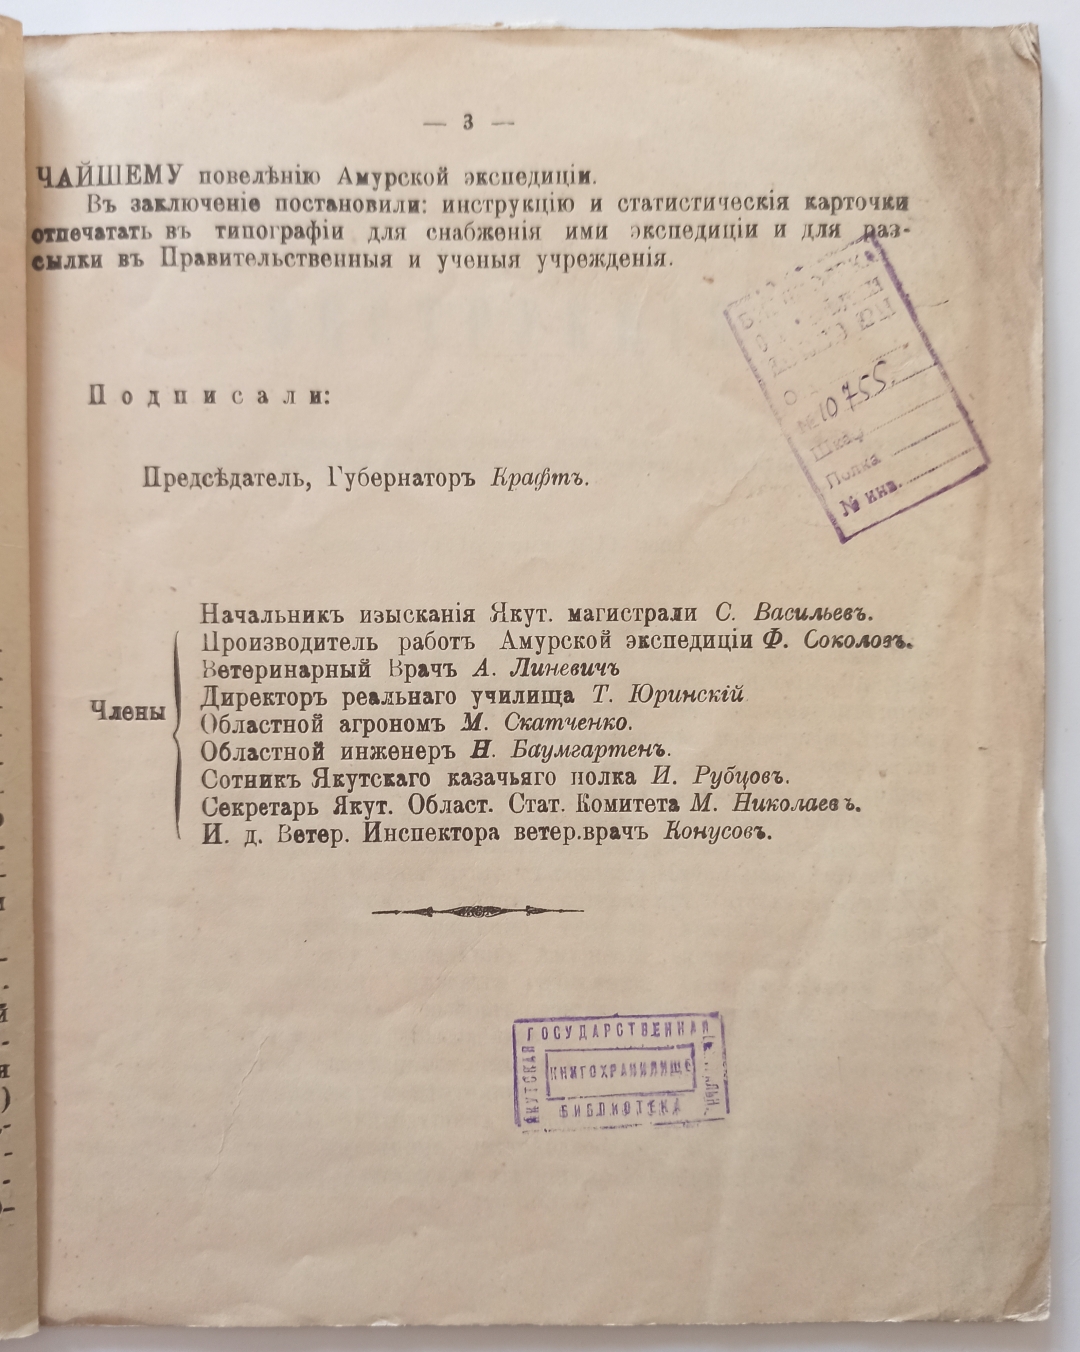 — 3 —
ЧАЙШЕМУ повелѣнію Амурской экспедиціи.
Въ заключеніе постановили: инструкцію и статистическія карточки
отпечатать въ типографіи для снабженія ими экспедиціи и для раз-
сылки въ Правительственныя и ученыя учрежденія.
№ 10755
Шкаф
Полка
№ инв.
Подписали:
Предсѣдатель, Губернаторъ Крафтъ.
Начальникъ изысканія Якут. магистрали С. Васильевъ.
Производитель работъ Амурской экспедиціи Ф. Соколовъ.
Ветеринарный Врачъ А. Линевичъ
Директоръ реальнаго училища Т. Юринскій
Члены
Областной агрономъ М. Скатченко.
Областной инженеръ Н. Баумгартенъ.
Сотникъ Якутскаго казачьяго полка И. Рубцовъ.
Секретарь Якут. Област. Стат. Комитета М. Николаевъ.
И. д. Ветер. Инспектора ветер.врачъ Конусовъ.
ГОСУДАРСТВЕННАЯ
ЯКУТСКАЯ
КНИГОХРАНИЛИЩЕ
БИБЛИОТЕКА